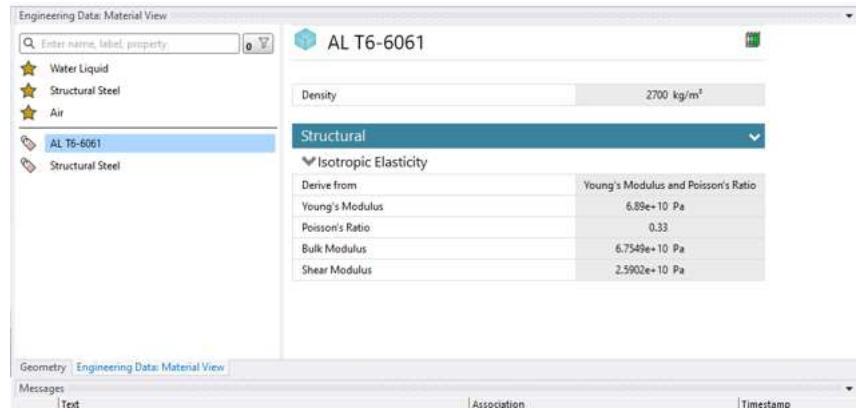 Engineering Data: Material View
Enter name, label, property
0
Water Liquid
Structural Steel
Air
AL T6-6061
Structural Steel
AL T6-6061
Density 2700 kg/m³
Structural
Isotropic Elasticity
Derive from Young's Modulus and Poisson's Ratio
Young's Modulus 6.89e+10 Pa
Poisson's Ratio 0.33
Bulk Modulus 6.7549e+10 Pa
Shear Modulus 2.5902e+10 Pa
Geometry Engineering Data: Material View
Messages
Text Association Timestamp